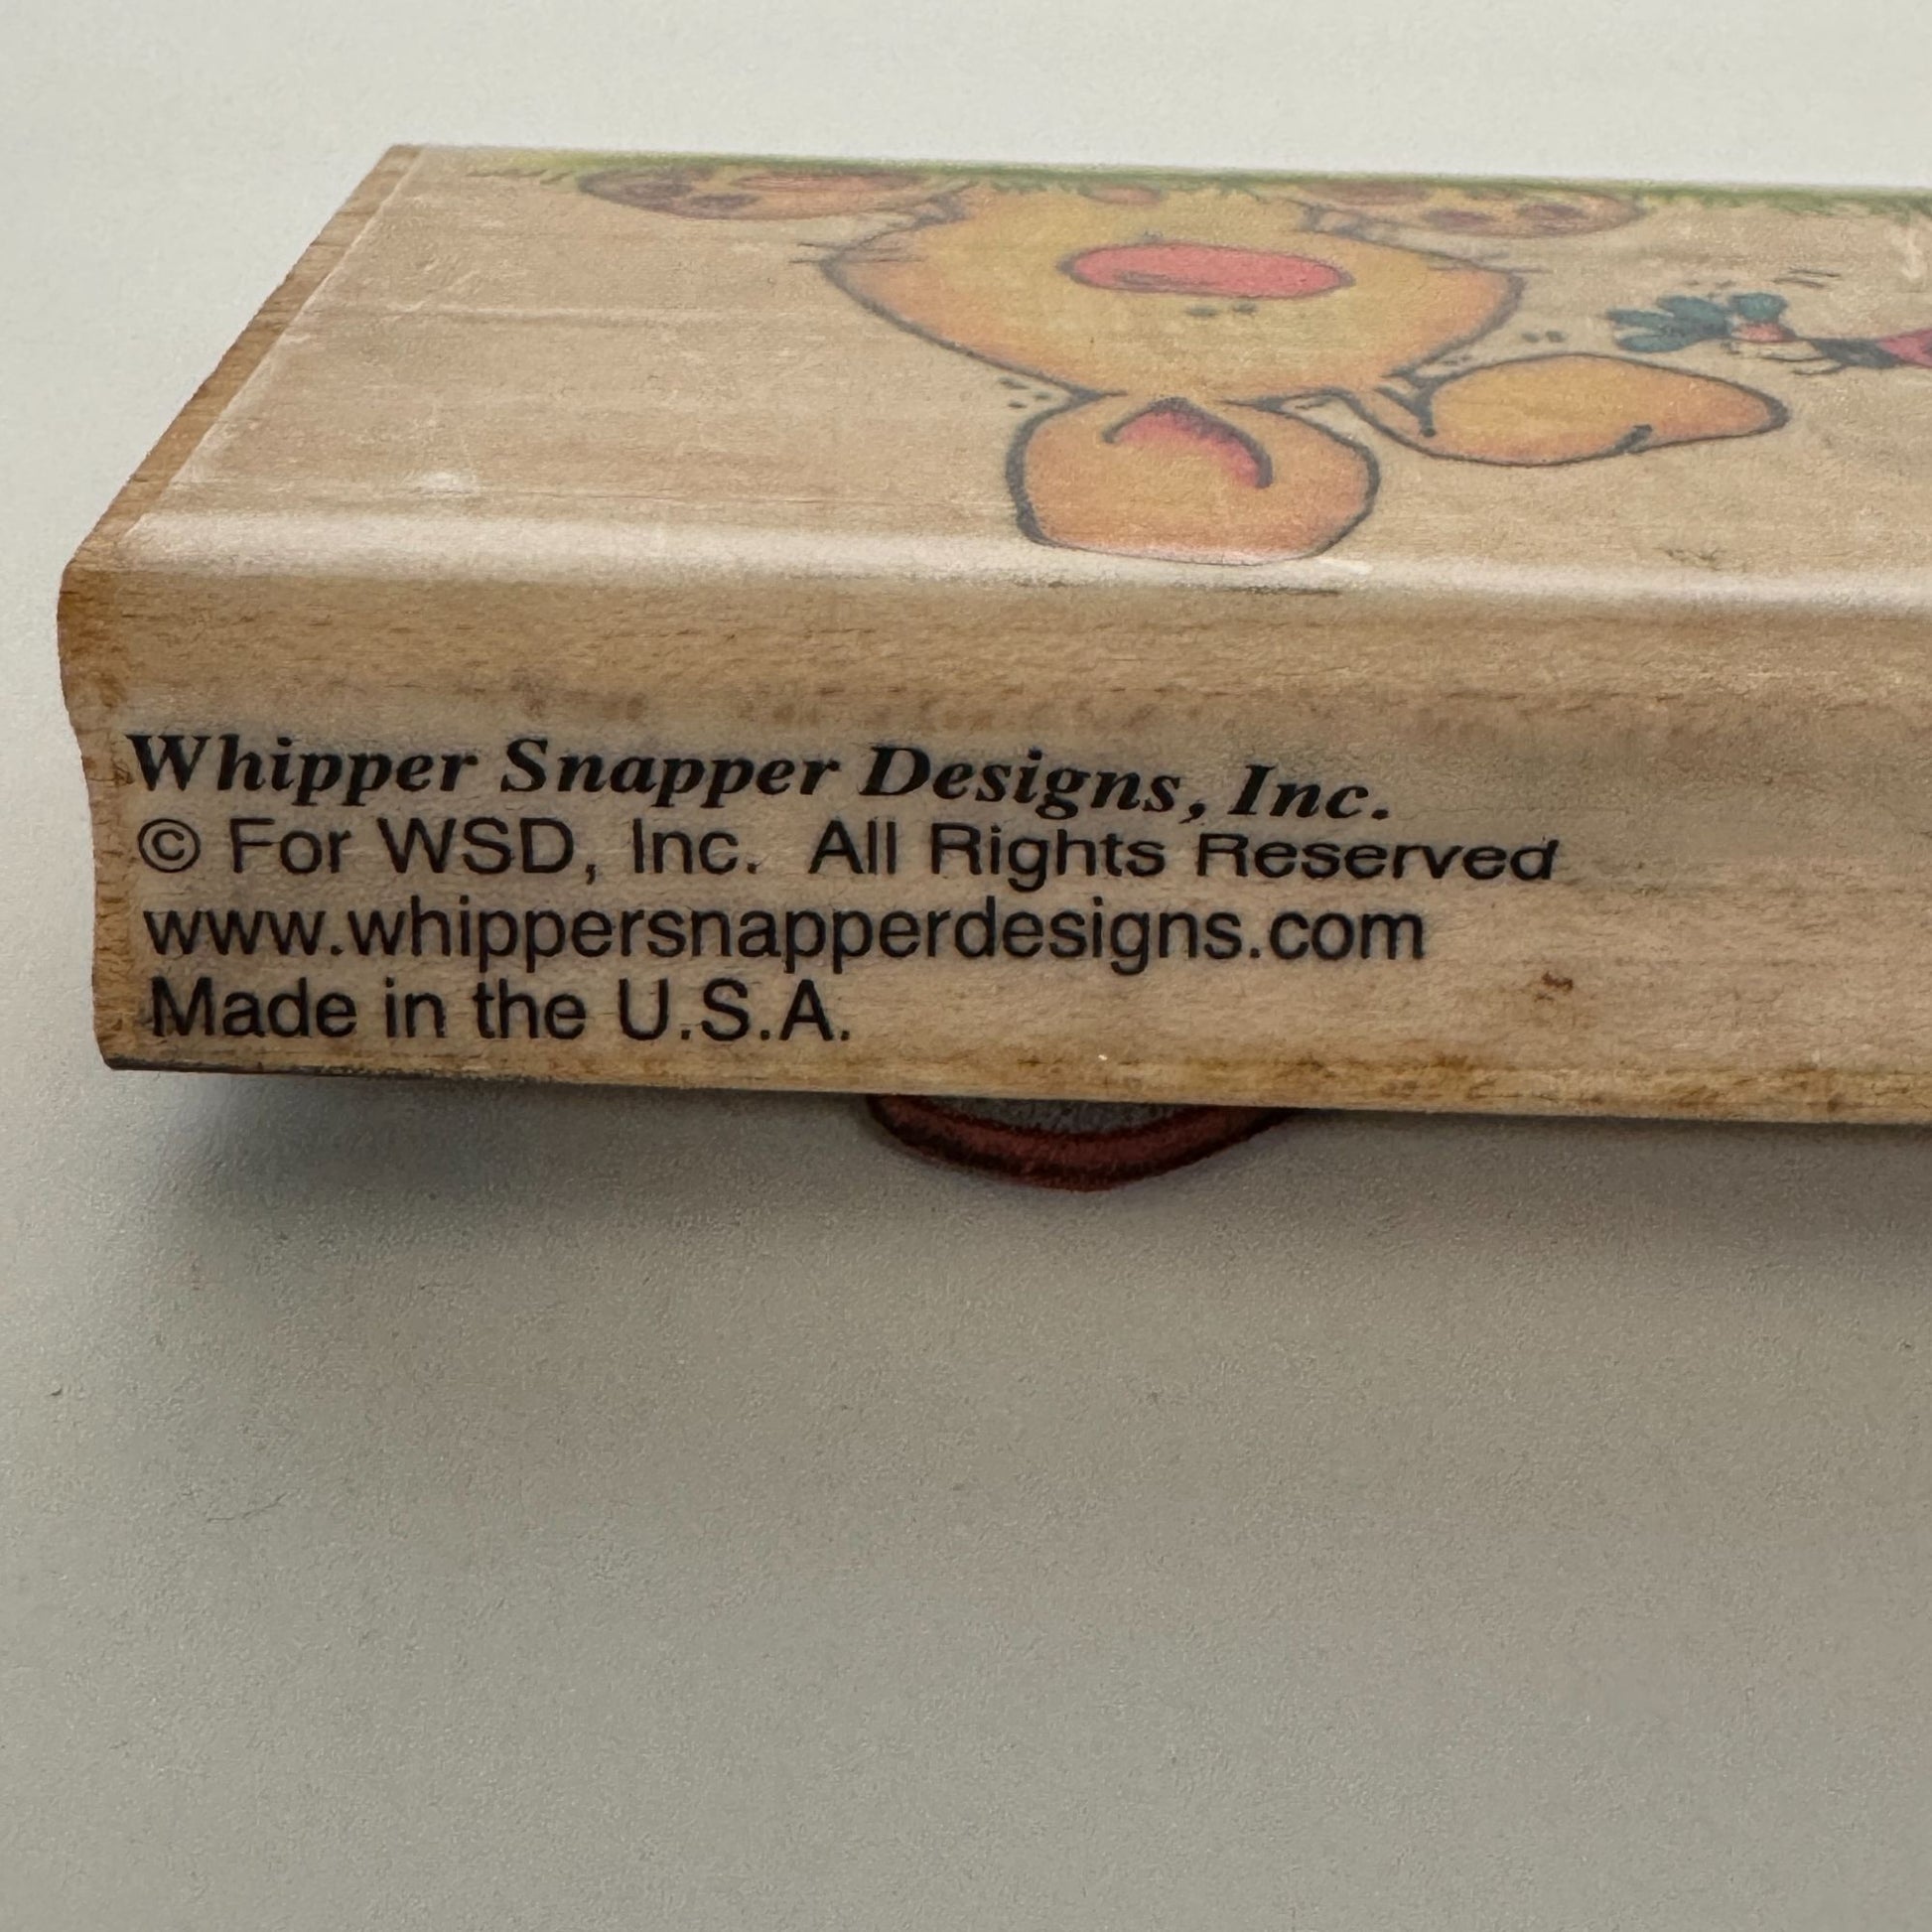 Whipper Snapper Designs, Inc.
© For WSD, Inc. All Rights Reserved
www.whippersnapperdesigns.com
Made in the U.S.A.